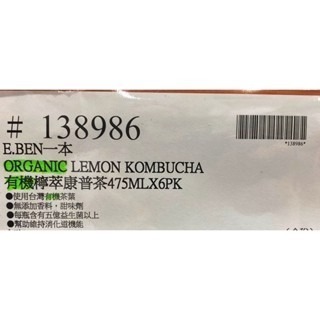 # 138986
*138986*
E.BEN一本
ORGANIC LEMON KOMBUCHA
有機檸萃康普茶475MLX6PK
●使用台灣有機茶葉
●無添加香料，甜味劑
●每瓶含有五億益生菌以上
●幫助維持消化道機能